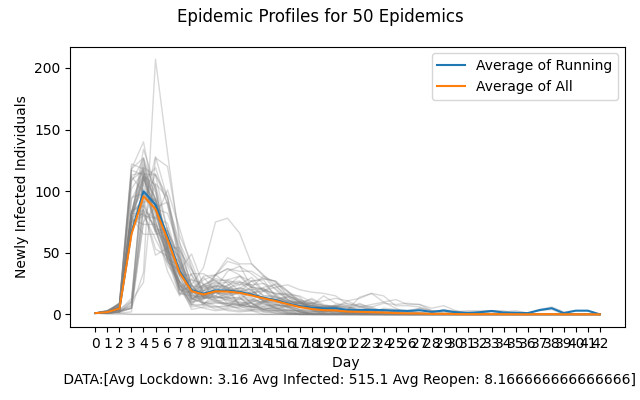 Epidemic Profiles for 50 Epidemics
Average of Running
Average of All
Newly Infected Individuals
200
150
100
50
0
0 1 2 3 4 5 6 7 8 9 10 11 12 13 14 15 16 17 18 19 20 21 22 23 24 25 26 27 28 29 30 31 32 33 34 35 36 37 38 39 40 41 42
Day
DATA:[Avg Lockdown: 3.16 Avg Infected: 515.1 Avg Reopen: 8.166666666666666]